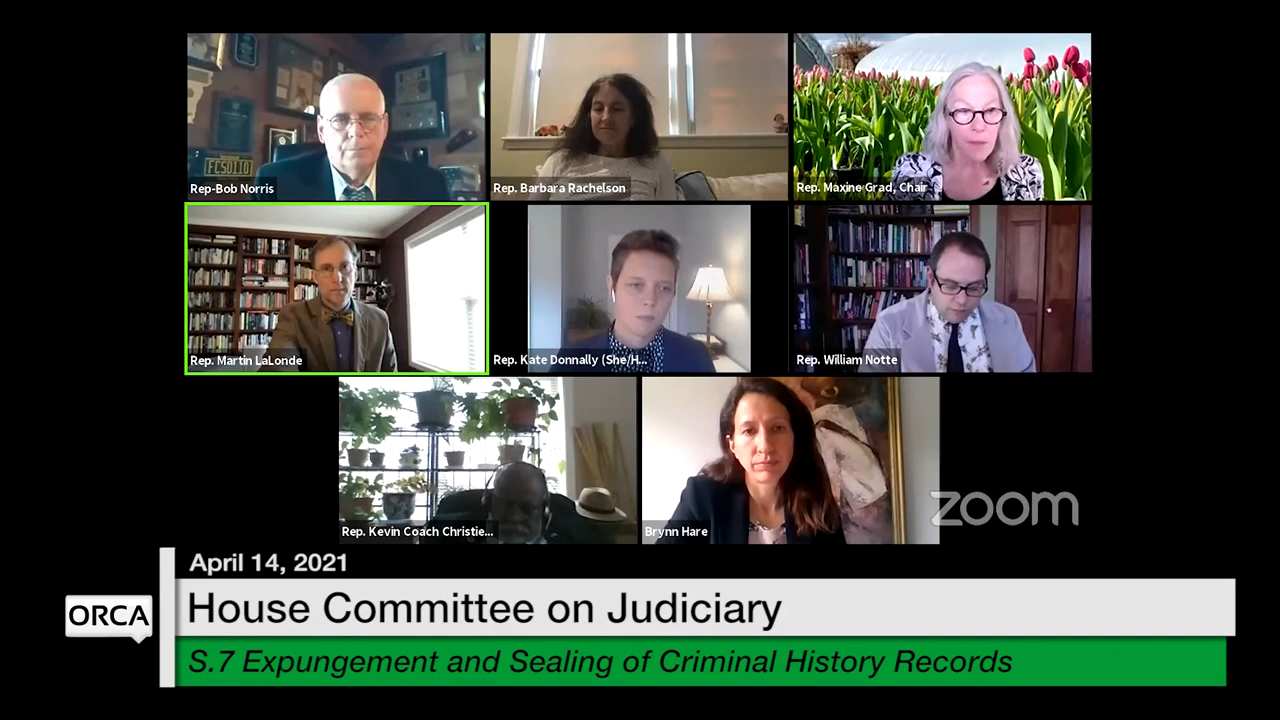 FCSD110
Rep-Bob Norris
Rep. Barbara Rachelson
Rep. Maxine Grad, Chair
Rep. Martin LaLonde
Rep. Kate Donnally (She/H...
Rep. William Notte
Rep. Kevin Coach Christie...
Brynn Hare
zoom
April 14, 2021
ORCA
House Committee on Judiciary
S.7 Expungement and Sealing of Criminal History Records